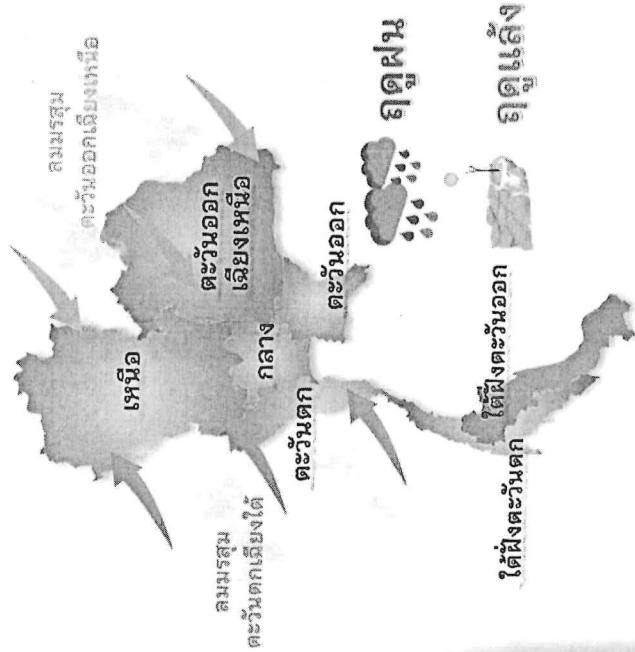 ลมมรสุม
ตะวันออกเฉียงเหนือ
เหนือ
ตะวันออก
เฉียงเหนือ
กลาง
ตะวันตก
ตะวันออก
ลมมรสุม
ตะวันตกเฉียงใต้
ฤดูฝน
ฤดูแล้ง
ใต้ฝั่งตะวันออก
ใต้ฝั่งตะวันตก